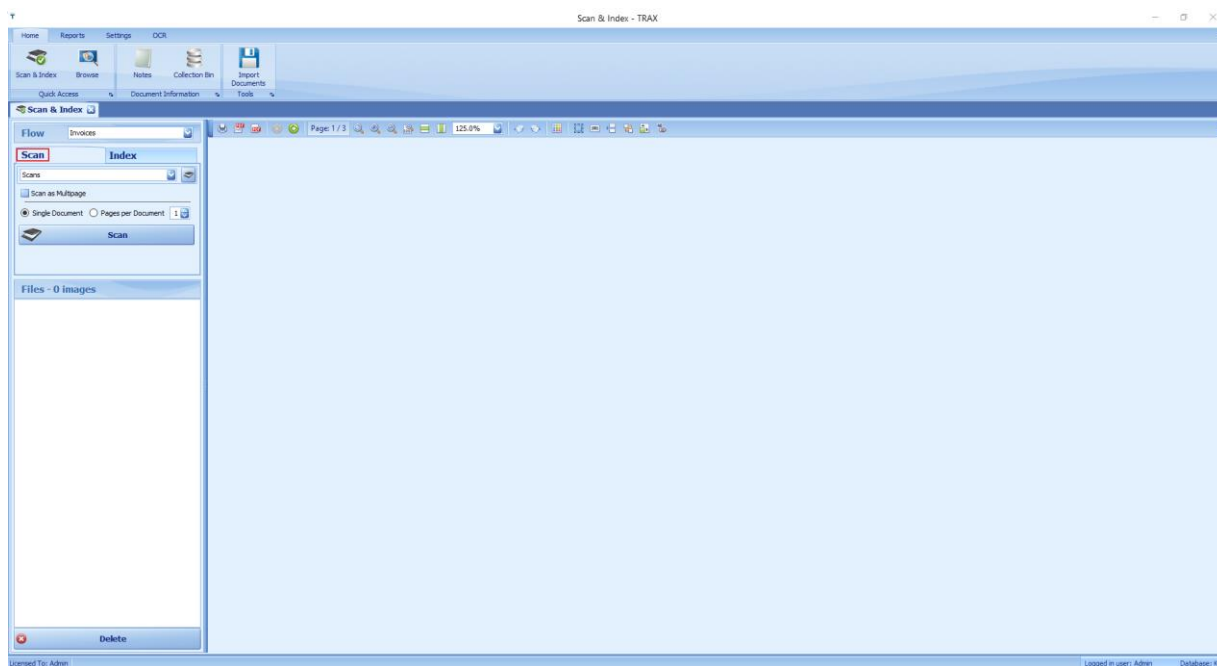 Scan & Index - TRAX
Home Reports Settings OCR
Scan & Index Browse Notes Collection Bin Import Documents
Quick Access Document Information Tools
Scan & Index
Flow Invoices
Page: 1 / 3 125.0%
Scan Index
Scans
Scan as Multipage
Single Document Pages per Document 1
Scan
Files - 0 images
Delete
Licensed To: Admin Logged in user: Admin Database: